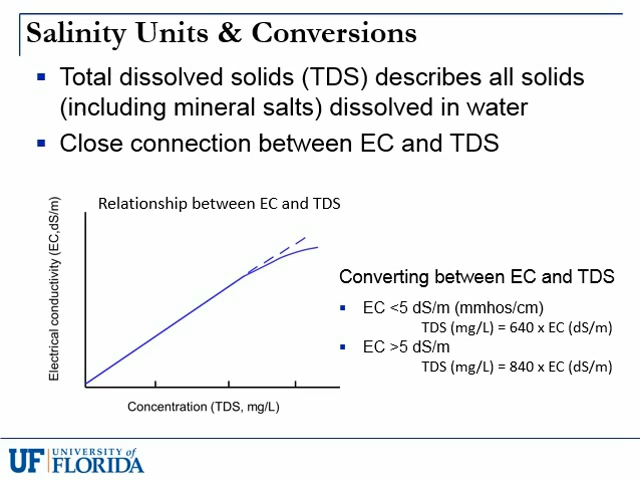 Salinity Units & Conversions
Total dissolved solids (TDS) describes all solids
(including mineral salts) dissolved in water
Close connection between EC and TDS
Relationship between EC and TDS
Electrical conductivity (EC,dS/m)
Concentration (TDS, mg/L)
Converting between EC and TDS
EC <5 dS/m (mmhos/cm)
TDS (mg/L) = 640 x EC (dS/m)
EC >5 dS/m
TDS (mg/L) = 840 x EC (dS/m)
UF UNIVERSITY of
FLORIDA